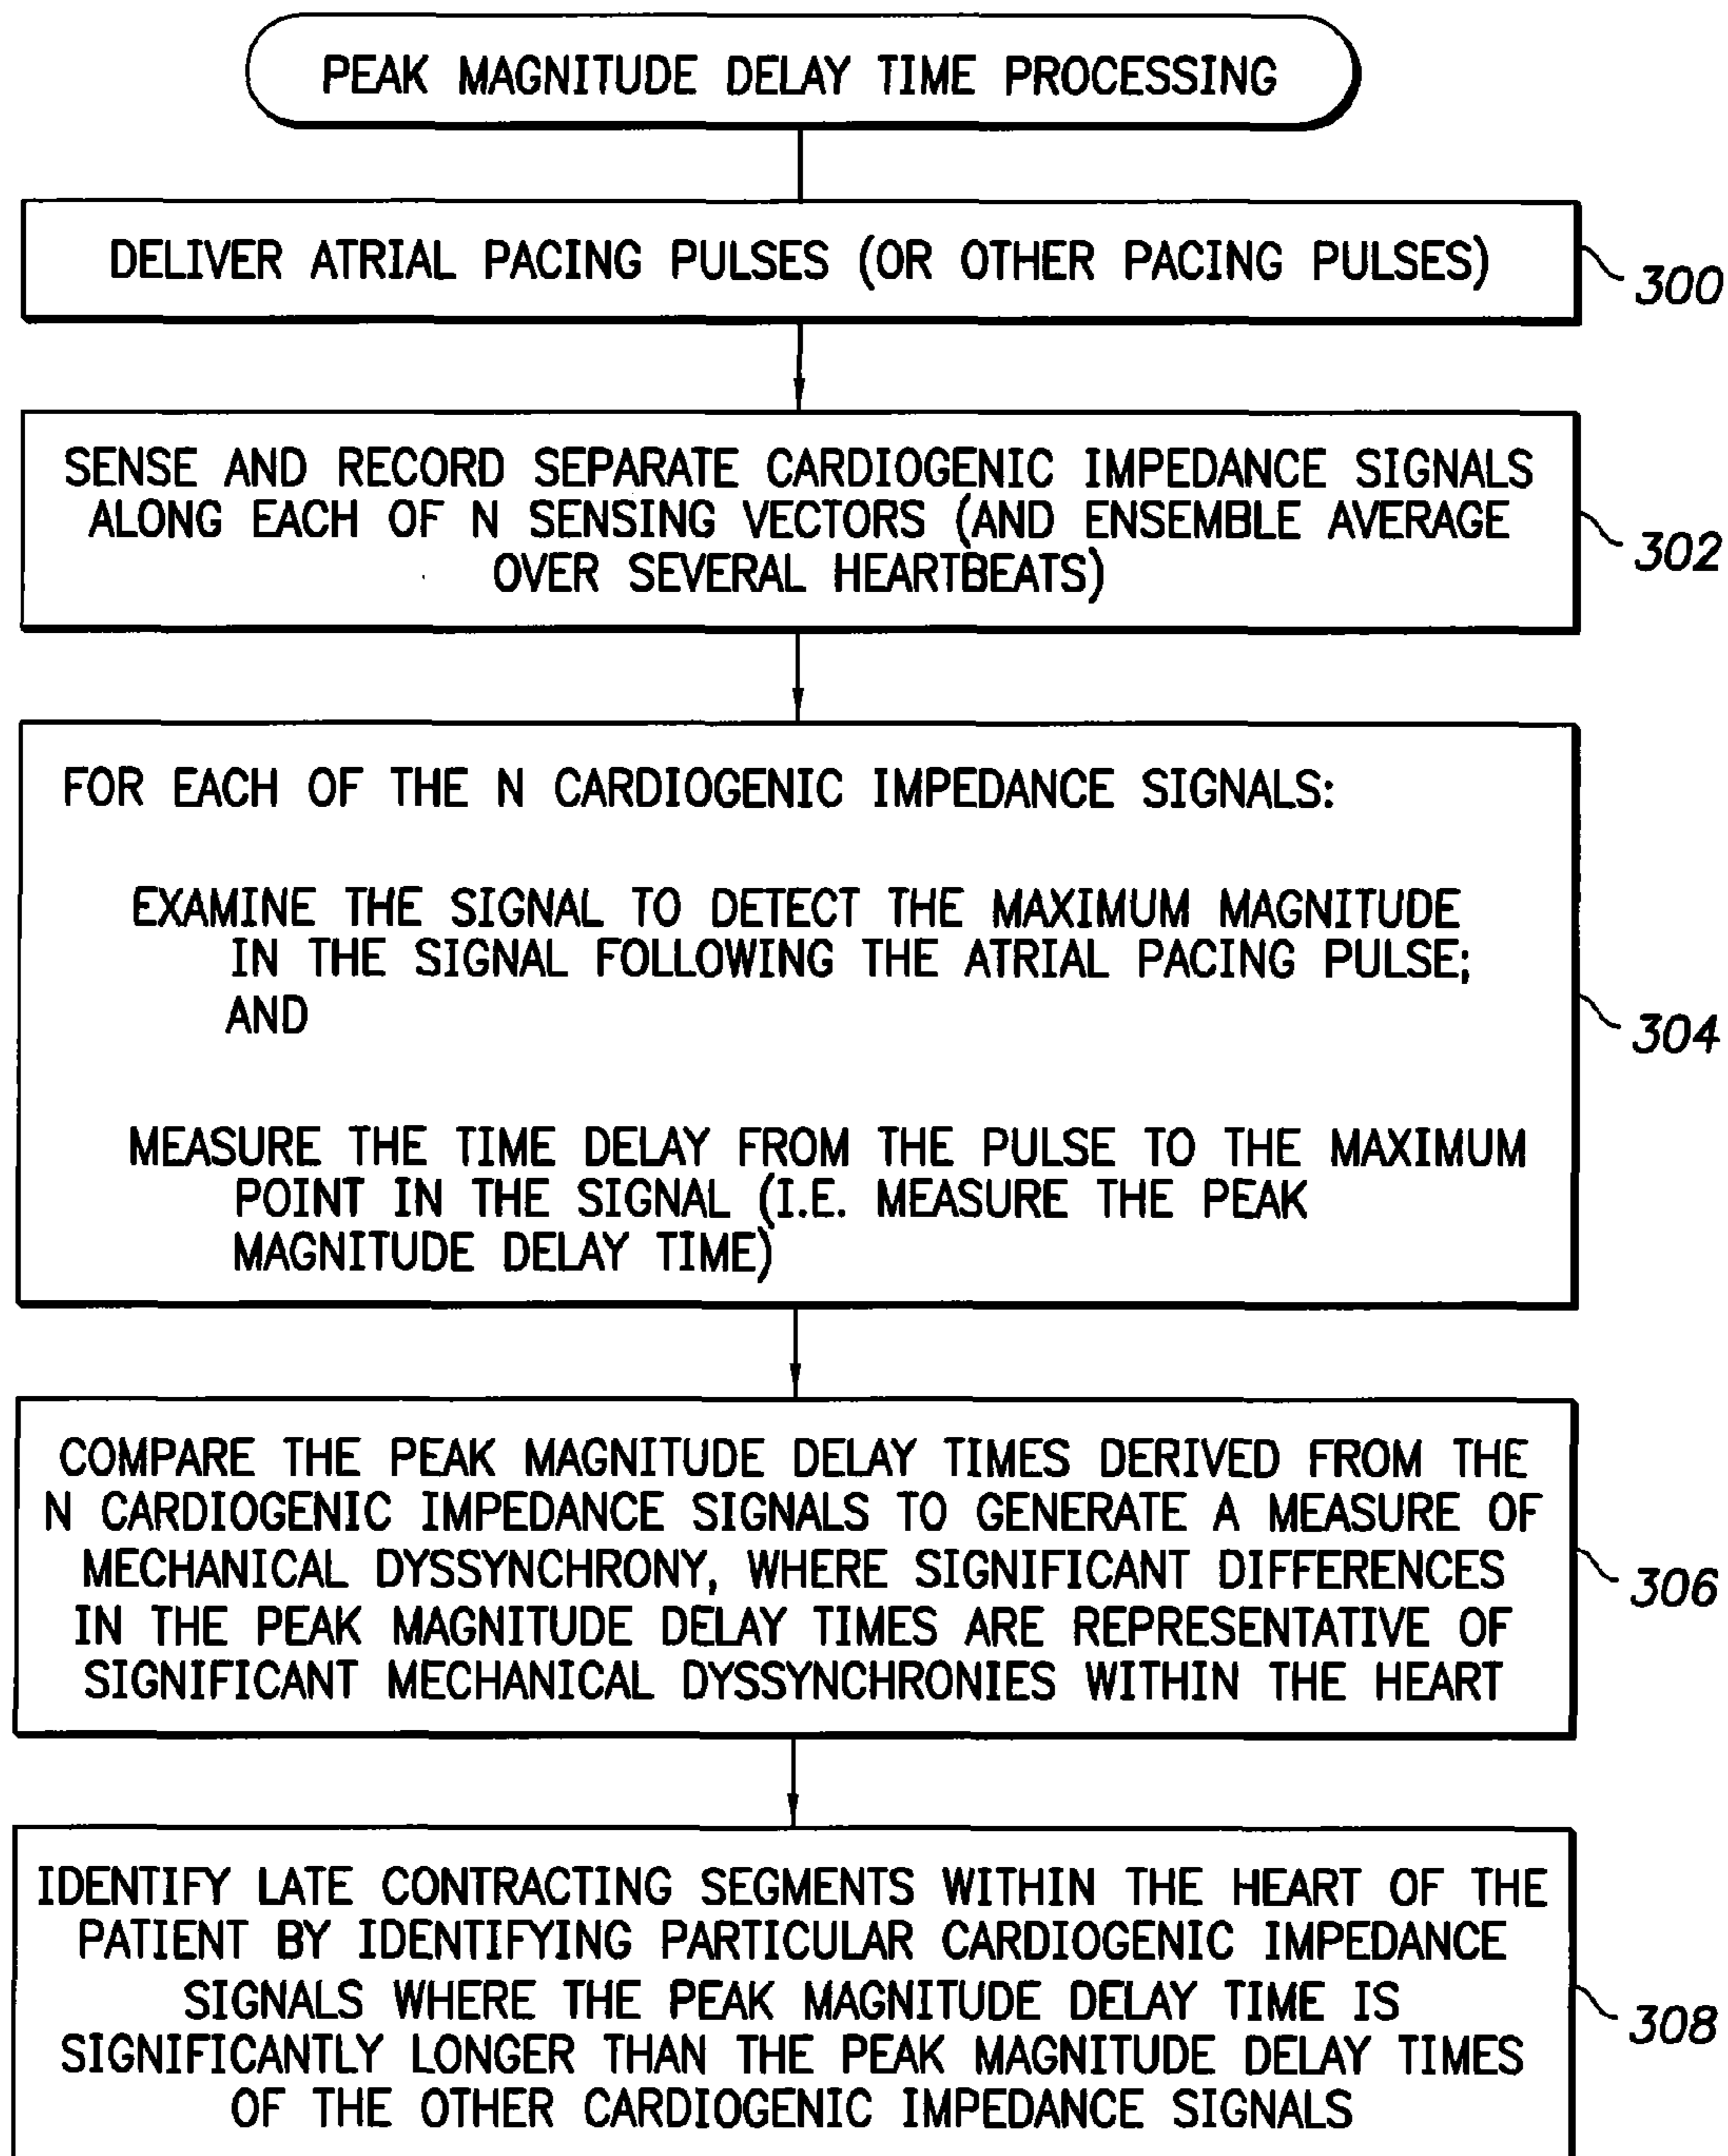 PEAK MAGNITUDE DELAY TIME PROCESSING
DELIVER ATRIAL PACING PULSES (OR OTHER PACING PULSES)
300
SENSE AND RECORD SEPARATE CARDIOGENIC IMPEDANCE SIGNALS
ALONG EACH OF N SENSING VECTORS (AND ENSEMBLE AVERAGE
OVER SEVERAL HEARTBEATS)
302
FOR EACH OF THE N CARDIOGENIC IMPEDANCE SIGNALS:
EXAMINE THE SIGNAL TO DETECT THE MAXIMUM MAGNITUDE
IN THE SIGNAL FOLLOWING THE ATRIAL PACING PULSE;
AND
304
MEASURE THE TIME DELAY FROM THE PULSE TO THE MAXIMUM
POINT IN THE SIGNAL (I.E. MEASURE THE PEAK
MAGNITUDE DELAY TIME)
COMPARE THE PEAK MAGNITUDE DELAY TIMES DERIVED FROM THE
N CARDIOGENIC IMPEDANCE SIGNALS TO GENERATE A MEASURE OF
MECHANICAL DYSSYNCHRONY, WHERE SIGNIFICANT DIFFERENCES
IN THE PEAK MAGNITUDE DELAY TIMES ARE REPRESENTATIVE OF
SIGNIFICANT MECHANICAL DYSSYNCHRONIES WITHIN THE HEART
306
IDENTIFY LATE CONTRACTING SEGMENTS WITHIN THE HEART OF THE
PATIENT BY IDENTIFYING PARTICULAR CARDIOGENIC IMPEDANCE
SIGNALS WHERE THE PEAK MAGNITUDE DELAY TIME IS
SIGNIFICANTLY LONGER THAN THE PEAK MAGNITUDE DELAY TIMES
OF THE OTHER CARDIOGENIC IMPEDANCE SIGNALS
308